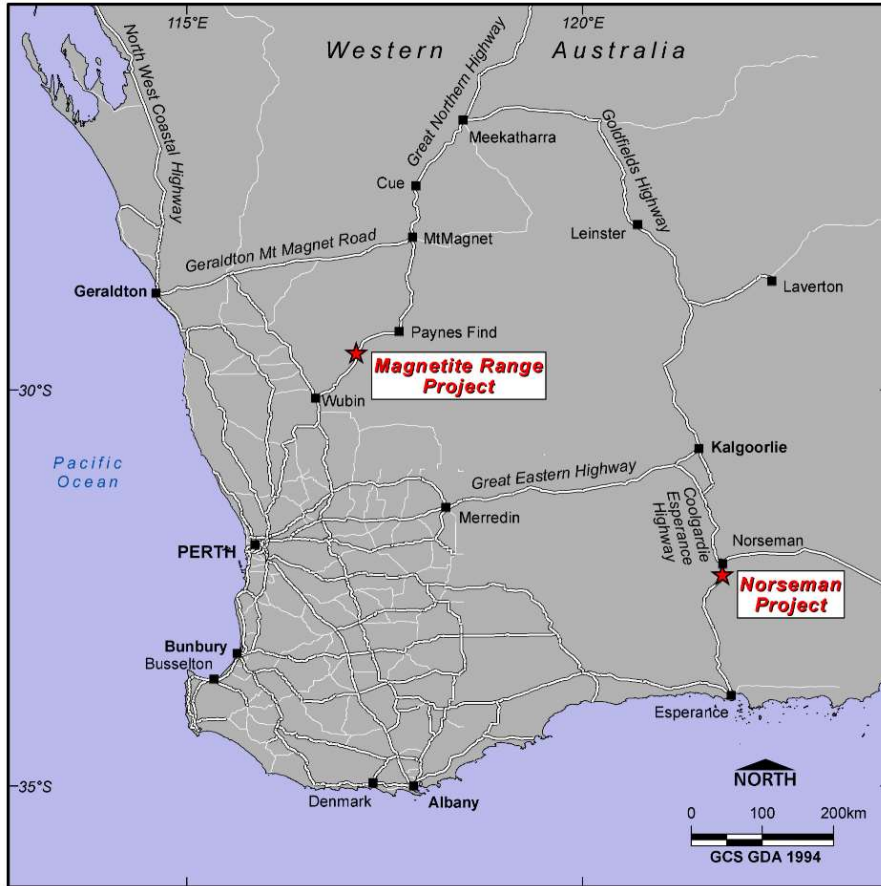 115°E
120°E
Western Australia
North West Coastal Highway
Great Northern Highway
Meekatharra
Goldfields Highway
Cue
Leinster
MtMagnet
Geraldton Mt Magnet Road
Laverton
Geraldton
Paynes Find
Magnetite Range
Project
30°S
Wubin
Kalgoorlie
Pacific
Ocean
Great Eastern Highway
Merredin
Coolgardie
Esperance
Highway
PERTH
Norseman
Norseman
Project
Bunbury
Busselton
Esperance
NORTH
35°S
Denmark
Albany
0 100 200km
GCS GDA 1994